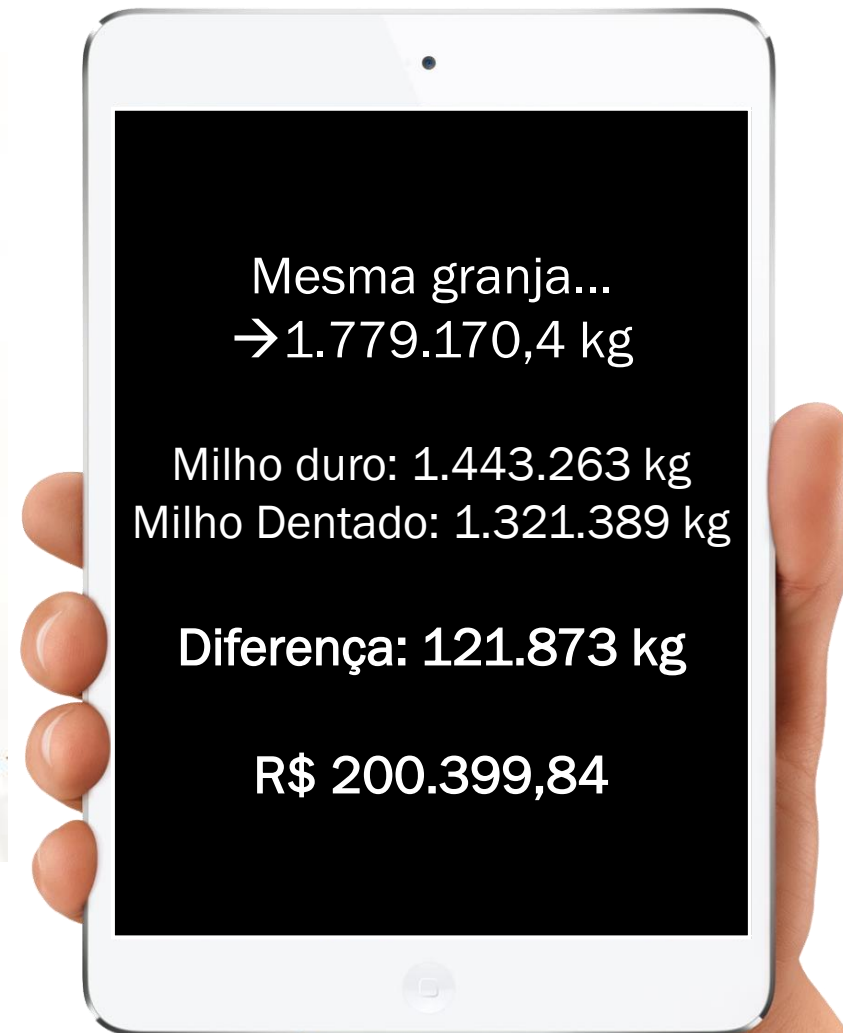 Mesma granja...
→1.779.170,4 kg
Milho duro: 1.443.263 kg
Milho Dentado: 1.321.389 kg
Diferença: 121.873 kg
R$ 200.399,84